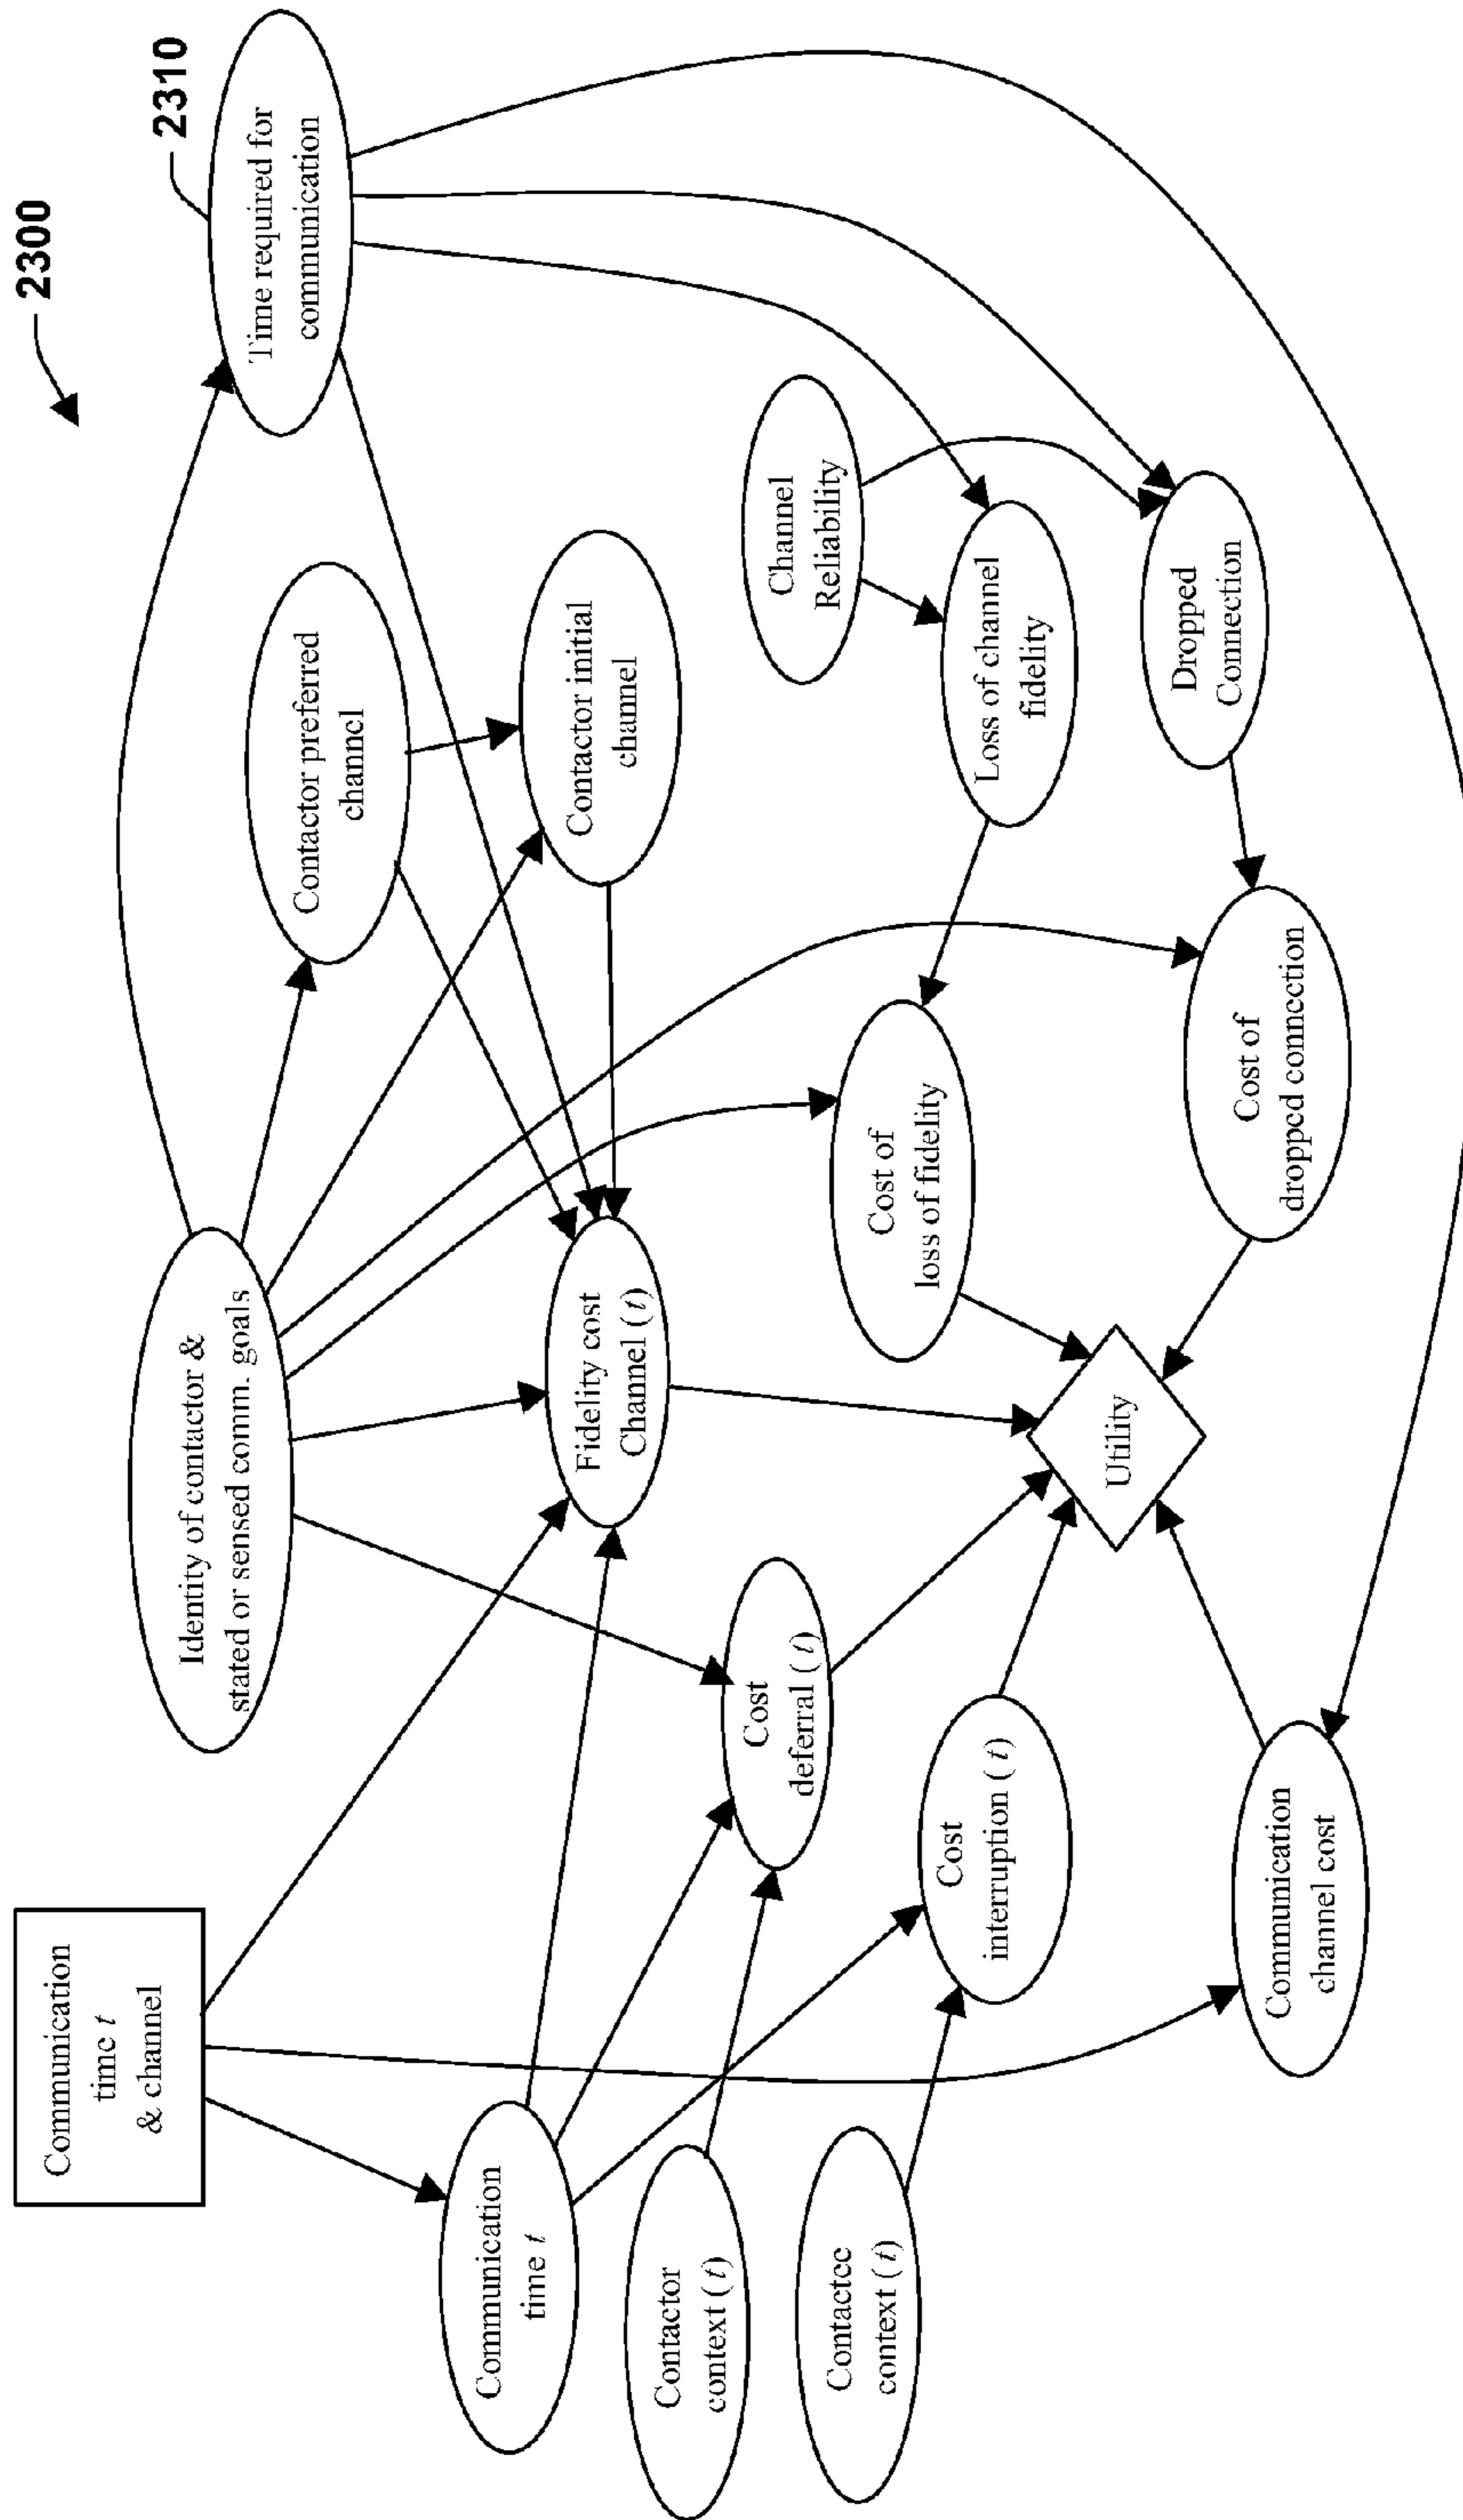 2300
2310
Communication
time t
& channel
Identity of contactor &
stated or sensed comm. goals
Time required for
communication
Contactor preferred
channel
Communication
time t
Fidelity cost
Channel (t)
Contactor initial
channel
Contactor
context (t)
Cost
deferral (t)
Channel
Reliability
Contactee
context (t)
Cost of
loss of fidelity
Cost
interruption (t)
Loss of channel
fidelity
Utility
Dropped
Connection
Communication
channel cost
Cost of
dropped connection